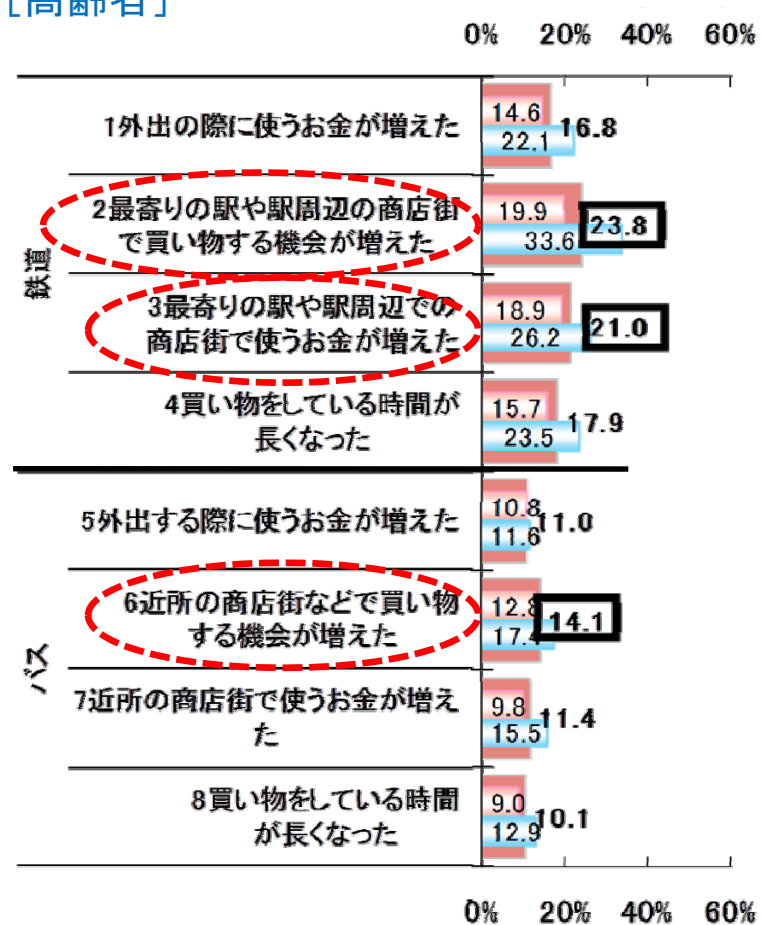 ［高齢者］
0% 20% 40% 60%
鉄道
1外出の際に使うお金が増えた
14.6
22.1
16.8
2最寄りの駅や駅周辺の商店街
で買い物する機会が増えた
19.9
33.6
23.8
3最寄りの駅や駅周辺での
商店街で使うお金が増えた
18.9
26.2
21.0
4買い物をしている時間が
長くなった
15.7
23.5
17.9
バス
5外出する際に使うお金が増えた
10.8
11.6
11.0
6近所の商店街などで買い物
する機会が増えた
12.8
17.4
14.1
7近所の商店街で使うお金が増え
た
9.8
15.5
11.4
8買い物をしている時間
が長くなった
9.0
12.9
10.1
0% 20% 40% 60%